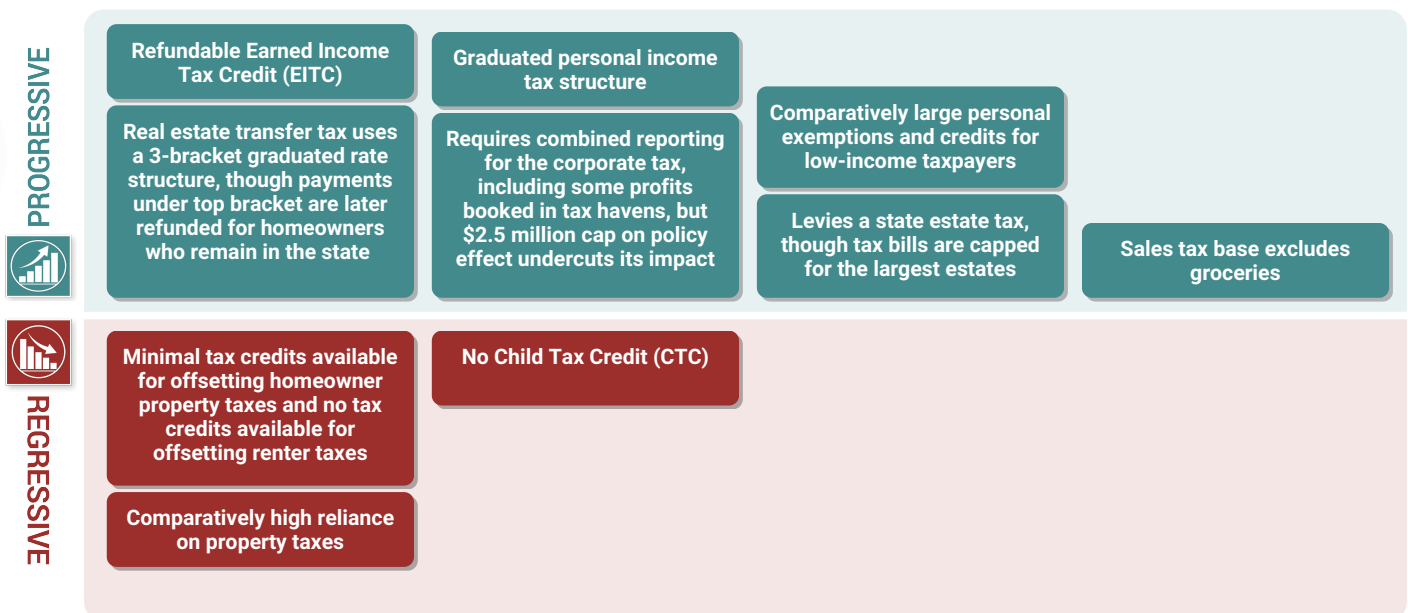 PROGRESSIVE
Refundable Earned Income
Tax Credit (EITC)
Real estate transfer tax uses
a 3-bracket graduated rate
structure, though payments
under top bracket are later
refunded for homeowners
who remain in the state
Graduated personal income
tax structure
Requires combined reporting
for the corporate tax,
including some profits
booked in tax havens, but
$2.5 million cap on policy
effect undercuts its impact
Comparatively large personal
exemptions and credits for
low-income taxpayers
Levies a state estate tax,
though tax bills are capped
for the largest estates
Sales tax base excludes
groceries
REGRESSIVE
Minimal tax credits available
for offsetting homeowner
property taxes and no tax
credits available for
offsetting renter taxes
Comparatively high reliance
on property taxes
No Child Tax Credit (CTC)